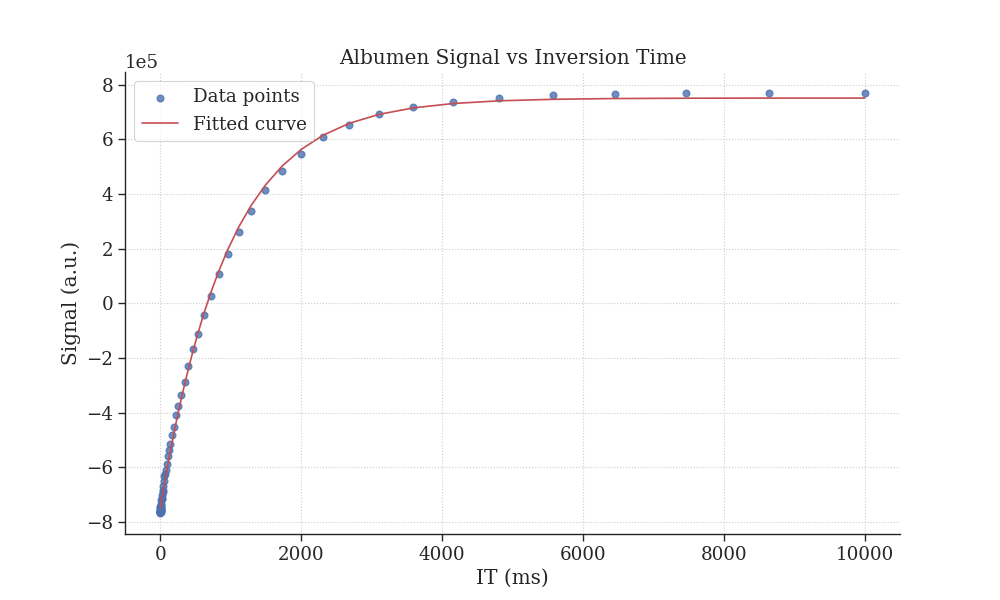 Albumen Signal vs Inversion Time
1e5
Data points
Fitted curve
8
6
4
2
0
−2
−4
−6
−8
Signal (a.u.)
0 2000 4000 6000 8000 10000
IT (ms)